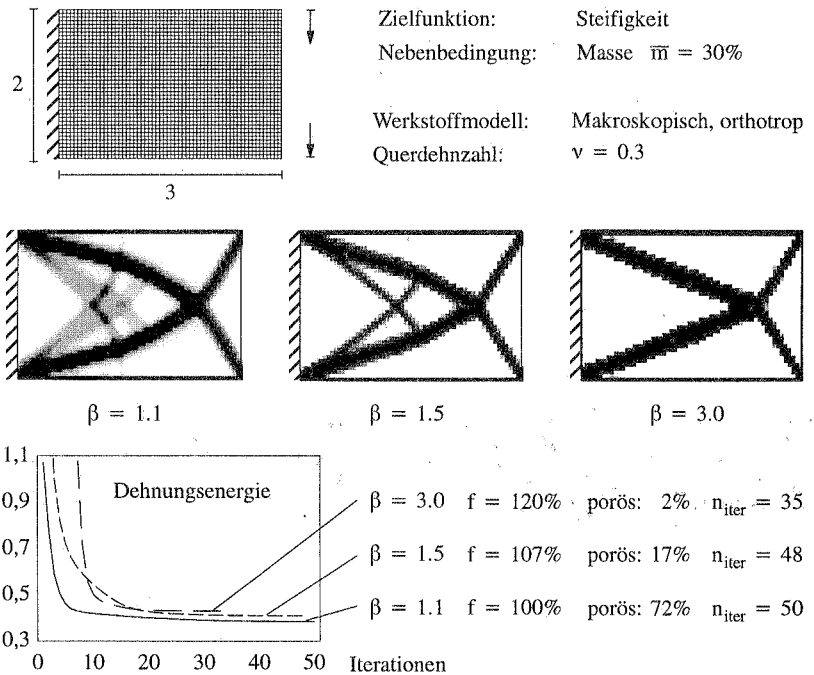 Zielfunktion: Steifigkeit
Nebenbedingung: Masse m̅ = 30%
2
Werkstoffmodell: Makroskopisch, orthotrop
Querdehnzahl: ν = 0.3
3
β = 1.1 β = 1.5 β = 3.0
1,1
Dehnungsenergie
0,9
β = 3.0 f = 120% porös: 2% n_iter = 35
0,7
β = 1.5 f = 107% porös: 17% n_iter = 48
0,5
β = 1.1 f = 100% porös: 72% n_iter = 50
0,3
0 10 20 30 40 50 Iterationen